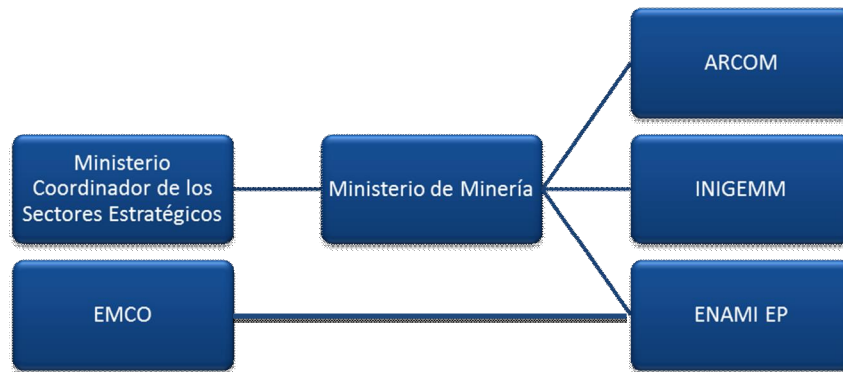 Ministerio
Coordinador de los
Sectores Estratégicos
Ministerio de Minería
ARCOM
INIGEMM
EMCO
ENAMI EP